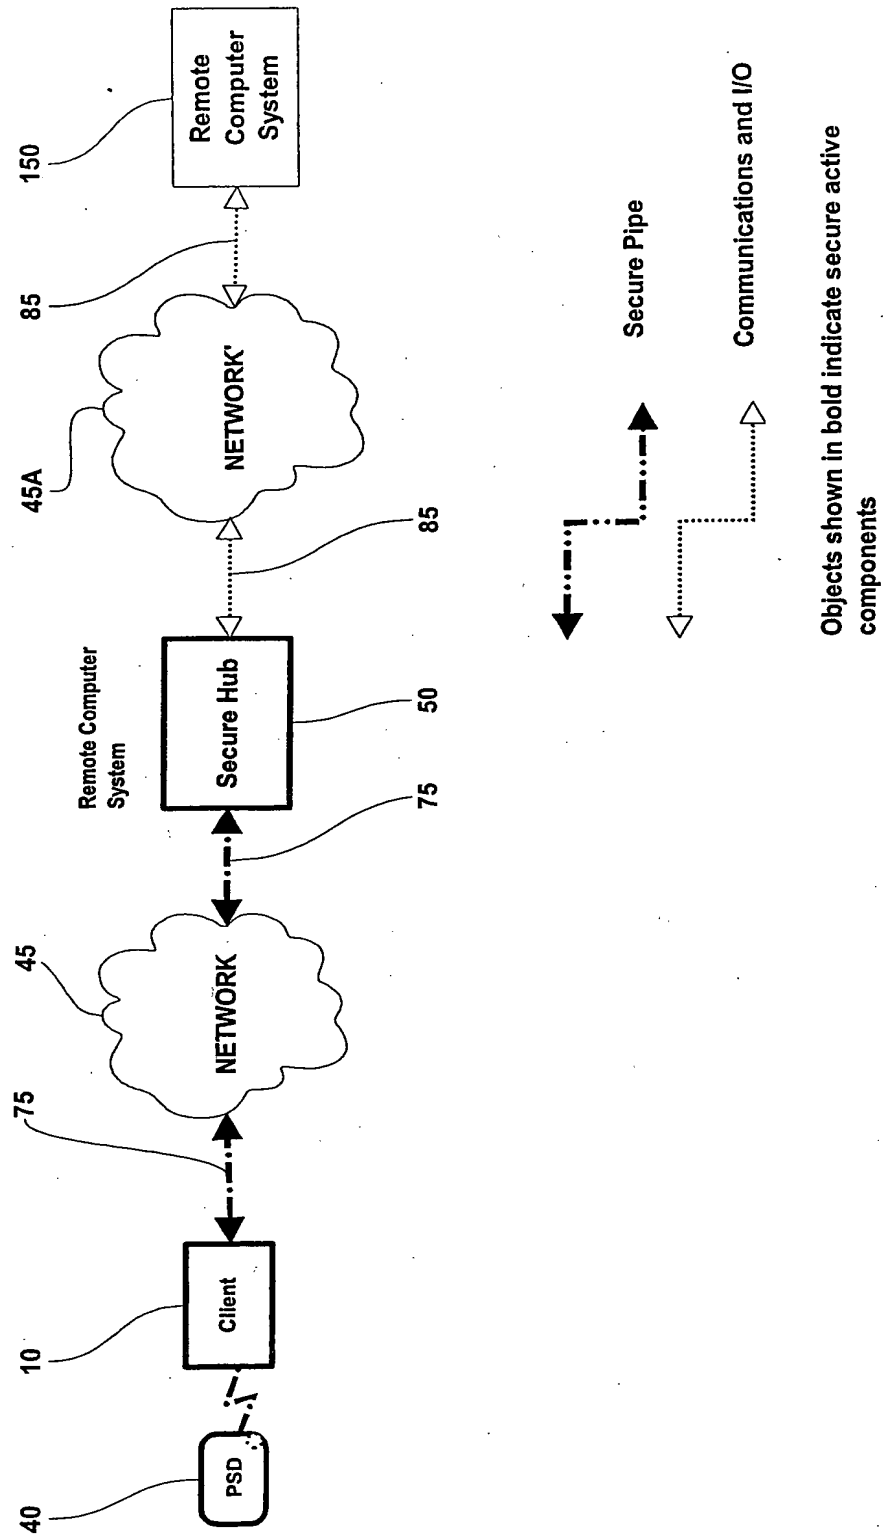 40
10
75
45
45A
85
150
PSD
Client
NETWORK
Remote Computer
System
Secure Hub
NETWORK'
Remote
Computer
System
75
50
85
Secure Pipe
Communications and I/O
Objects shown in bold indicate secure active
components